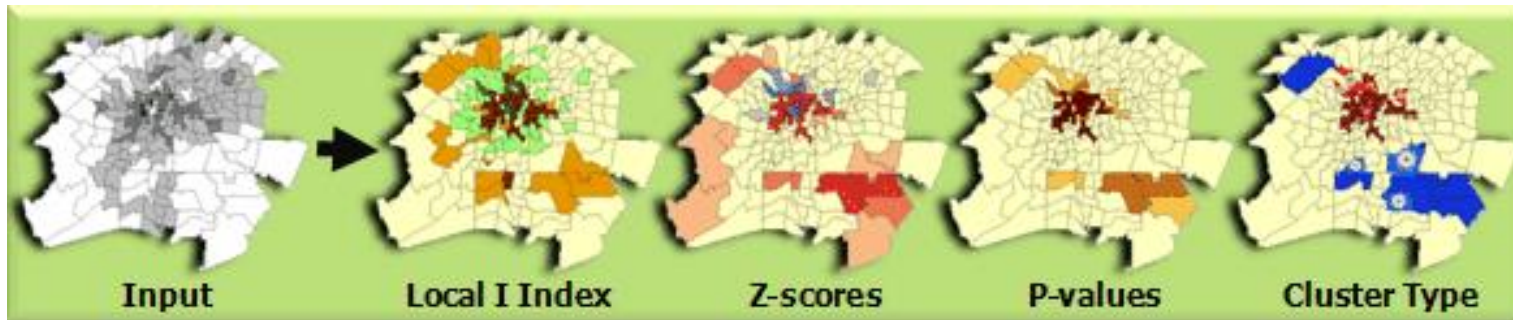 Input
Local I Index
Z-scores
P-values
Cluster Type